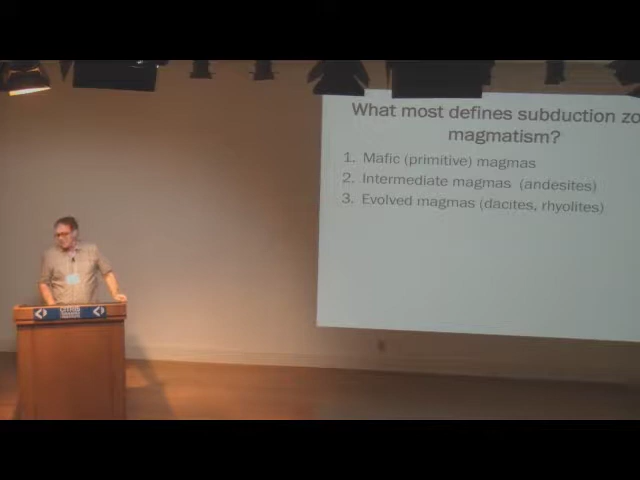 What most defines subduction zo
magmatism?
1. Mafic (primitive) magmas
2. Intermediate magmas (andesites)
3. Evolved magmas (dacites, rhyolites)